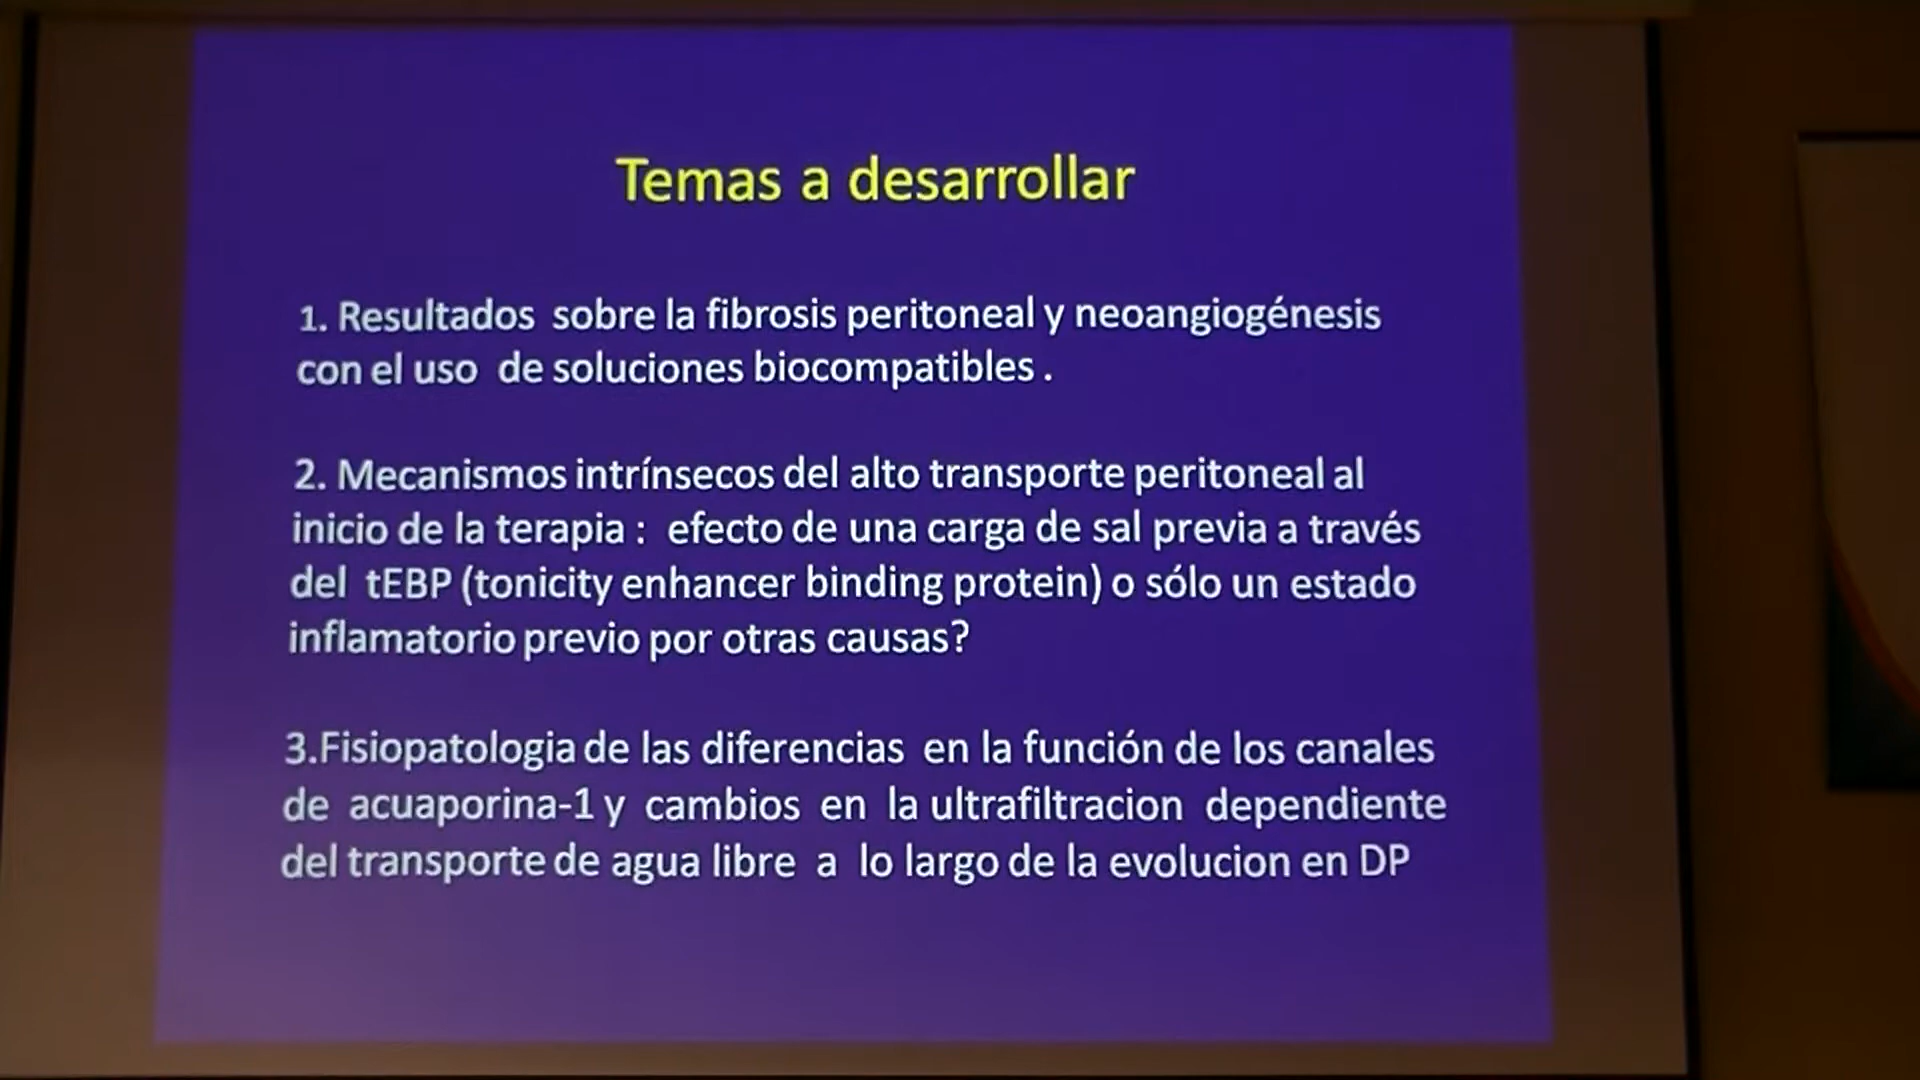 Temas a desarrollar
1. Resultados sobre la fibrosis peritoneal y neoangiogénesis
con el uso de soluciones biocompatibles .
2. Mecanismos intrínsecos del alto transporte peritoneal al
inicio de la terapia : efecto de una carga de sal previa a través
del tEBP (tonicity enhancer binding protein) o sólo un estado
inflamatorio previo por otras causas?
3.Fisiopatologia de las diferencias en la función de los canales
de acuaporina-1 y cambios en la ultrafiltracion dependiente
del transporte de agua libre a lo largo de la evolucion en DP